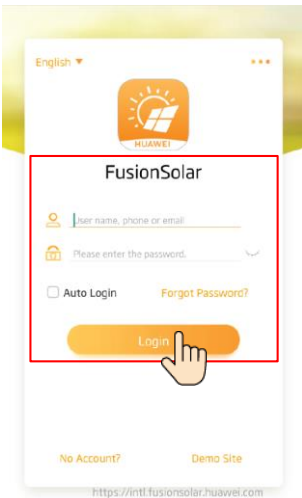 English ▼
HUAWEI
FusionSolar
User name, phone or email
Please enter the password.
Auto Login Forgot Password?
Login
No Account? Demo Site
https://intl.fusionsolar.huawei.com